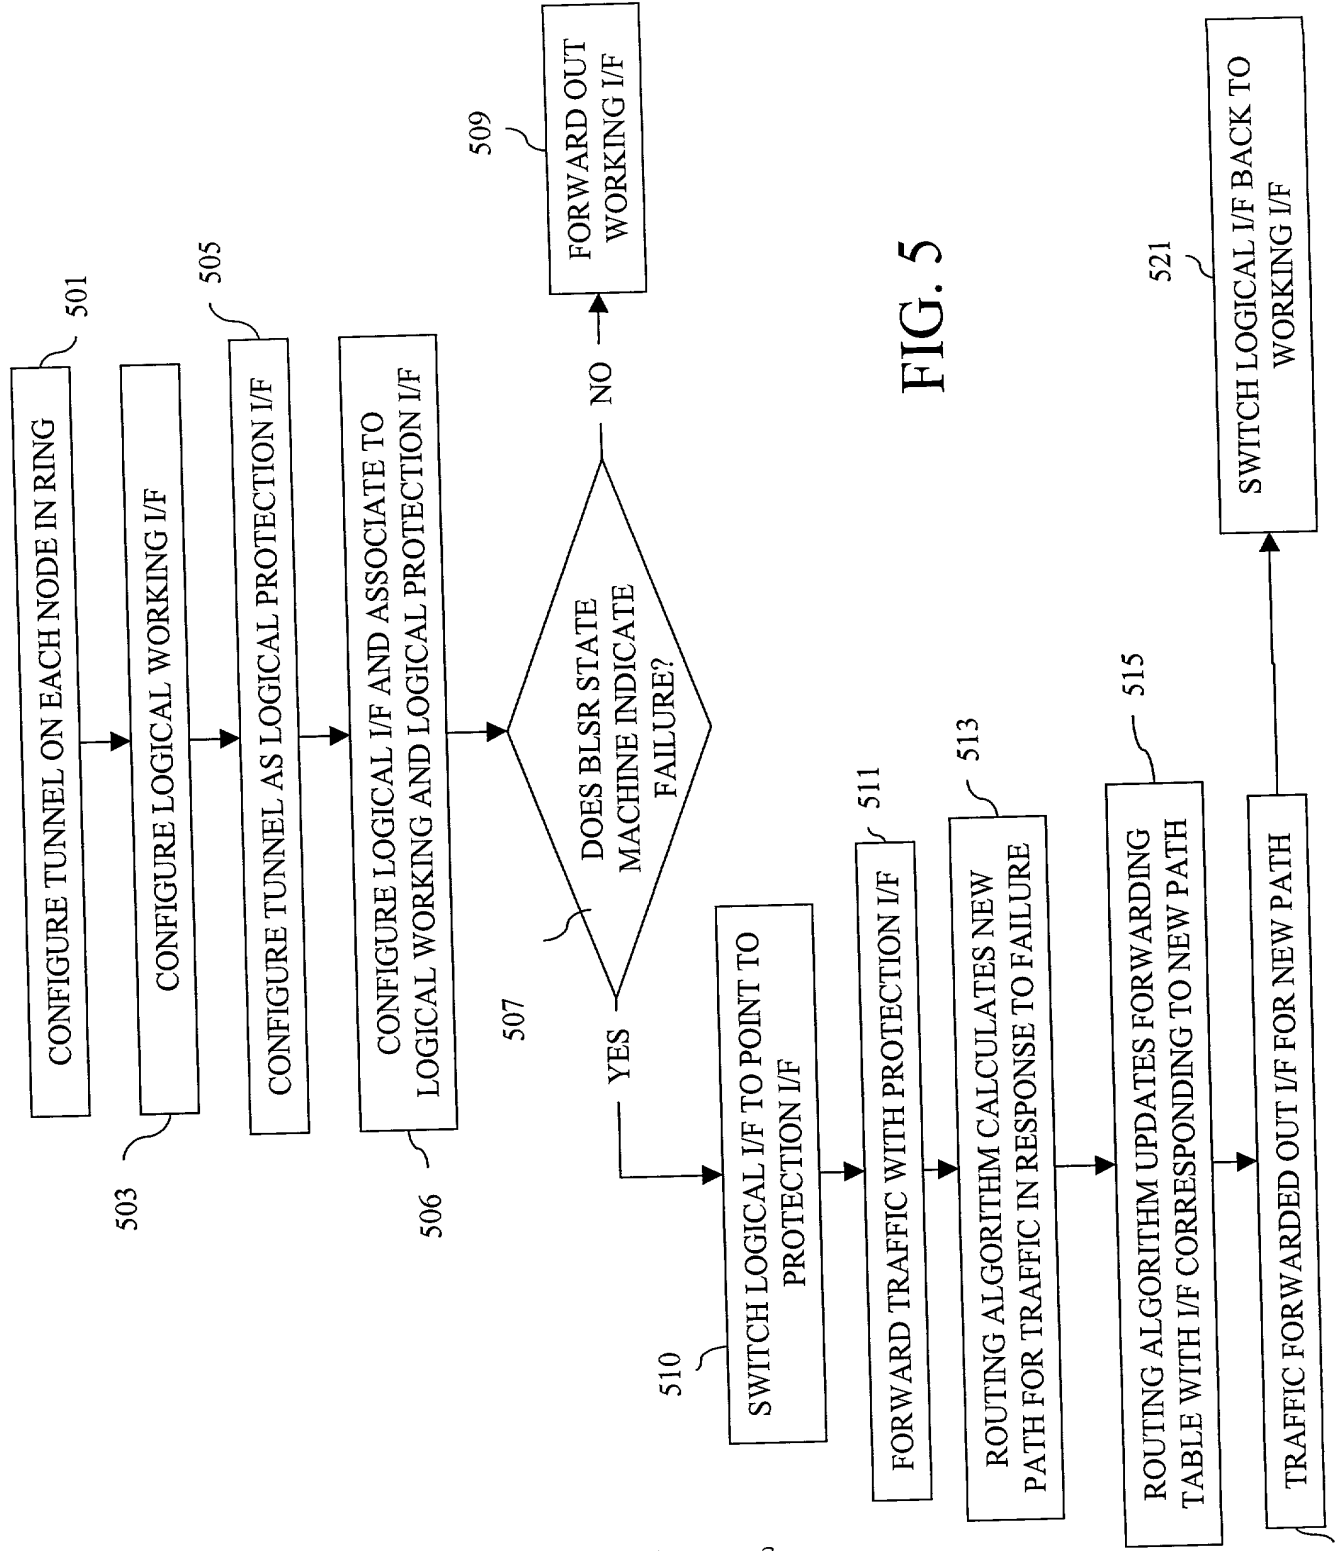 CONFIGURE TUNNEL ON EACH NODE IN RING
501
CONFIGURE LOGICAL WORKING I/F
503
CONFIGURE TUNNEL AS LOGICAL PROTECTION I/F
505
CONFIGURE LOGICAL I/F AND ASSOCIATE TO
LOGICAL WORKING AND LOGICAL PROTECTION I/F
506
DOES BLSR STATE
MACHINE INDICATE
FAILURE?
507
NO
FORWARD OUT
WORKING I/F
509
YES
SWITCH LOGICAL I/F TO POINT TO
PROTECTION I/F
510
FORWARD TRAFFIC WITH PROTECTION I/F
511
ROUTING ALGORITHM CALCULATES NEW
PATH FOR TRAFFIC IN RESPONSE TO FAILURE
513
ROUTING ALGORITHM UPDATES FORWARDING
TABLE WITH I/F CORRESPONDING TO NEW PATH
515
TRAFFIC FORWARDED OUT I/F FOR NEW PATH
SWITCH LOGICAL I/F BACK TO
WORKING I/F
521
FIG. 5